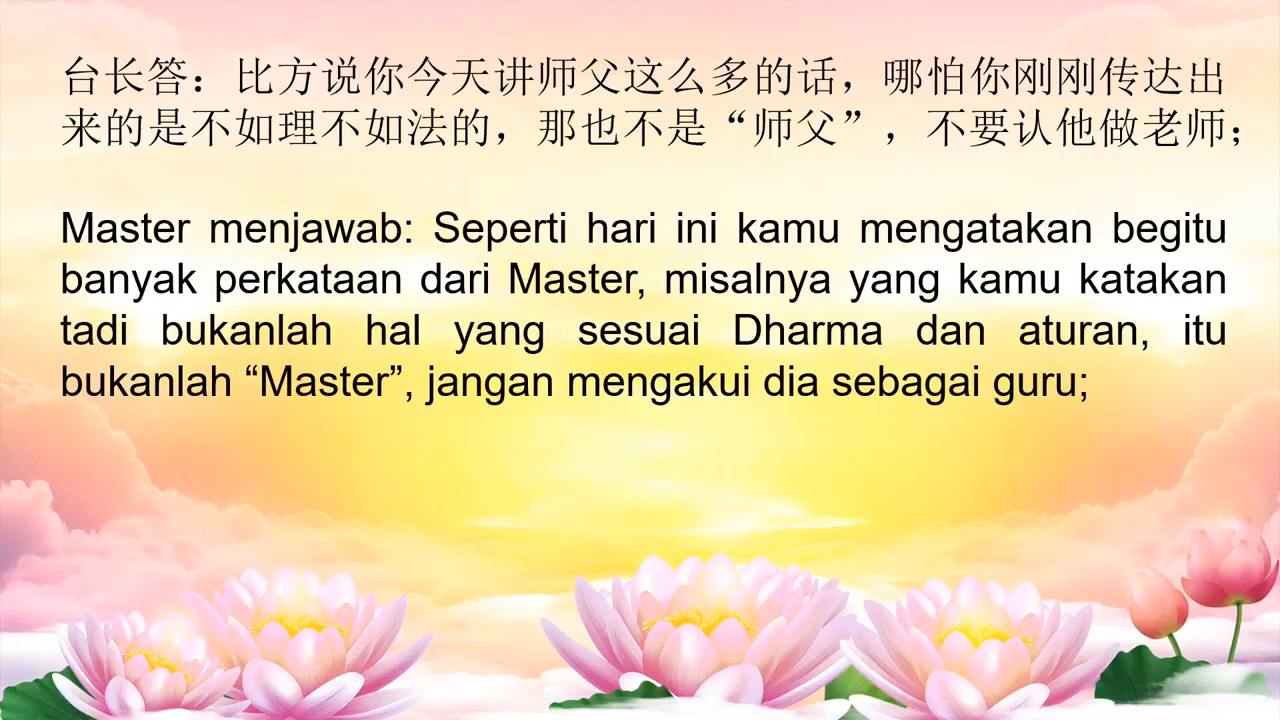 台长答：比方说你今天讲师父这么多的话，哪怕你刚刚传达出
来的是不如理不如法的，那也不是“师父”，不要认他做老师；
Master menjawab: Seperti hari ini kamu mengatakan begitu
banyak perkataan dari Master, misalnya yang kamu katakan
tadi bukanlah hal yang sesuai Dharma dan aturan, itu
bukanlah “Master”, jangan mengakui dia sebagai guru;